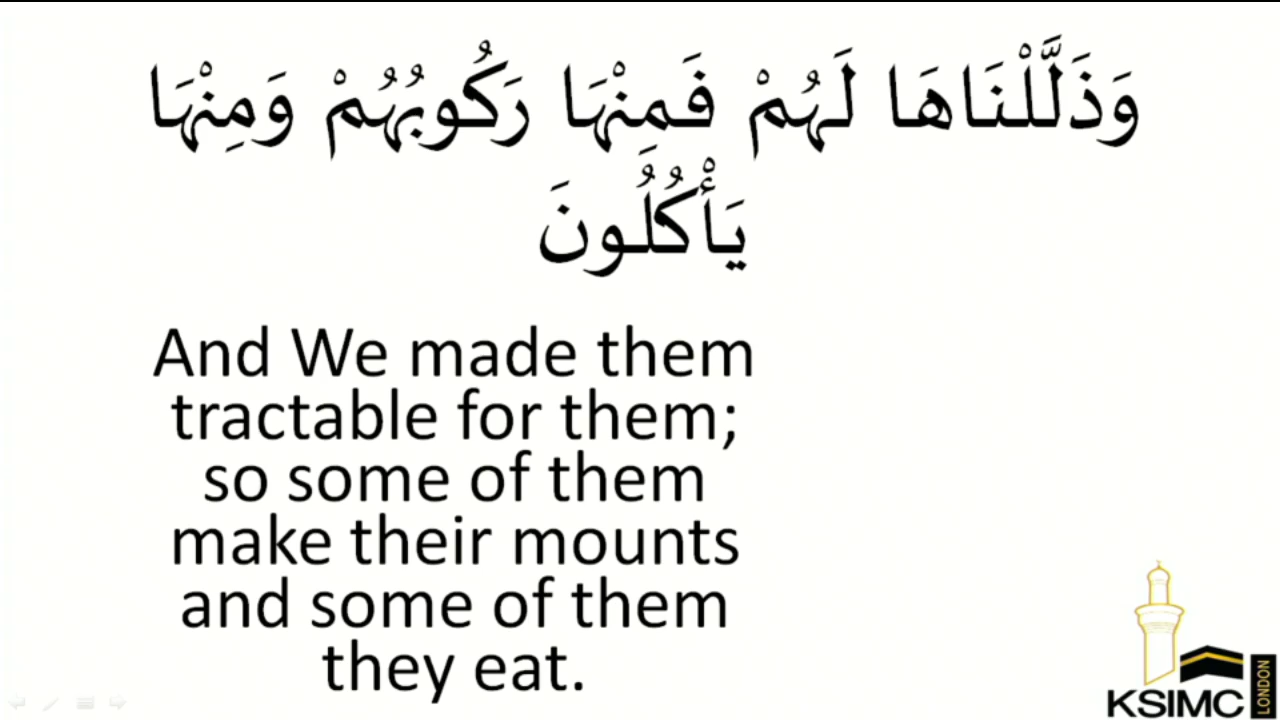 وَذَلَّلْنَاهَا لَهُمْ فَمِنْهَا رَكُوبُهُمْ وَمِنْهَا
يَأْكُلُونَ
And We made them
tractable for them;
so some of them
make their mounts
and some of them
they eat.
KSIMC
LONDON